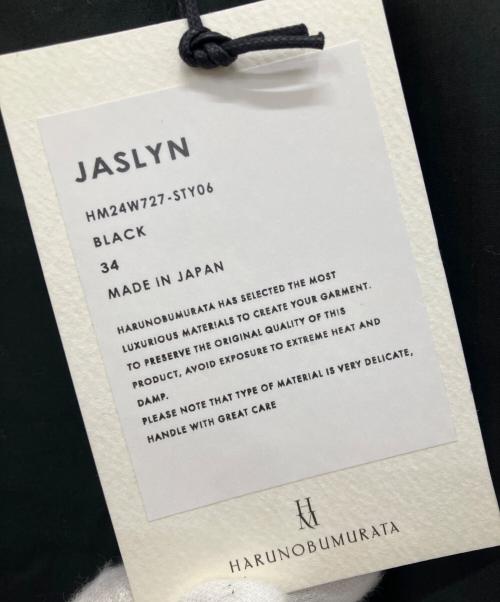 JASLYN
HM24W727-STY06
BLACK
34
MADE IN JAPAN
HARUNOBUMURATA HAS SELECTED THE MOST
LUXURIOUS MATERIALS TO CREATE YOUR GARMENT.
TO PRESERVE THE ORIGINAL QUALITY OF THIS
PRODUCT, AVOID EXPOSURE TO EXTREME HEAT AND
DAMP.
PLEASE NOTE THAT TYPE OF MATERIAL IS VERY DELICATE,
HANDLE WITH GREAT CARE
HM
HARUNOBUMURATA